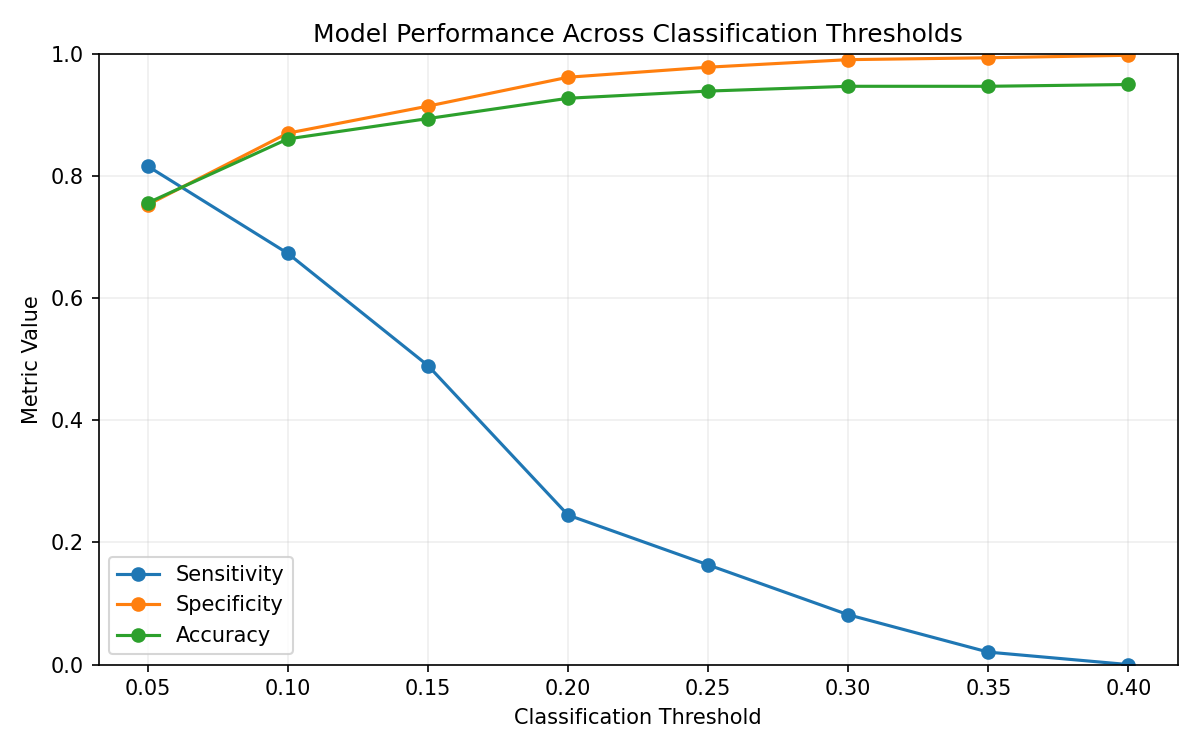 Model Performance Across Classification Thresholds
1.0
0.8
0.6
0.4
0.2
0.0
Metric Value
Sensitivity
Specificity
Accuracy
0.05 0.10 0.15 0.20 0.25 0.30 0.35 0.40
Classification Threshold